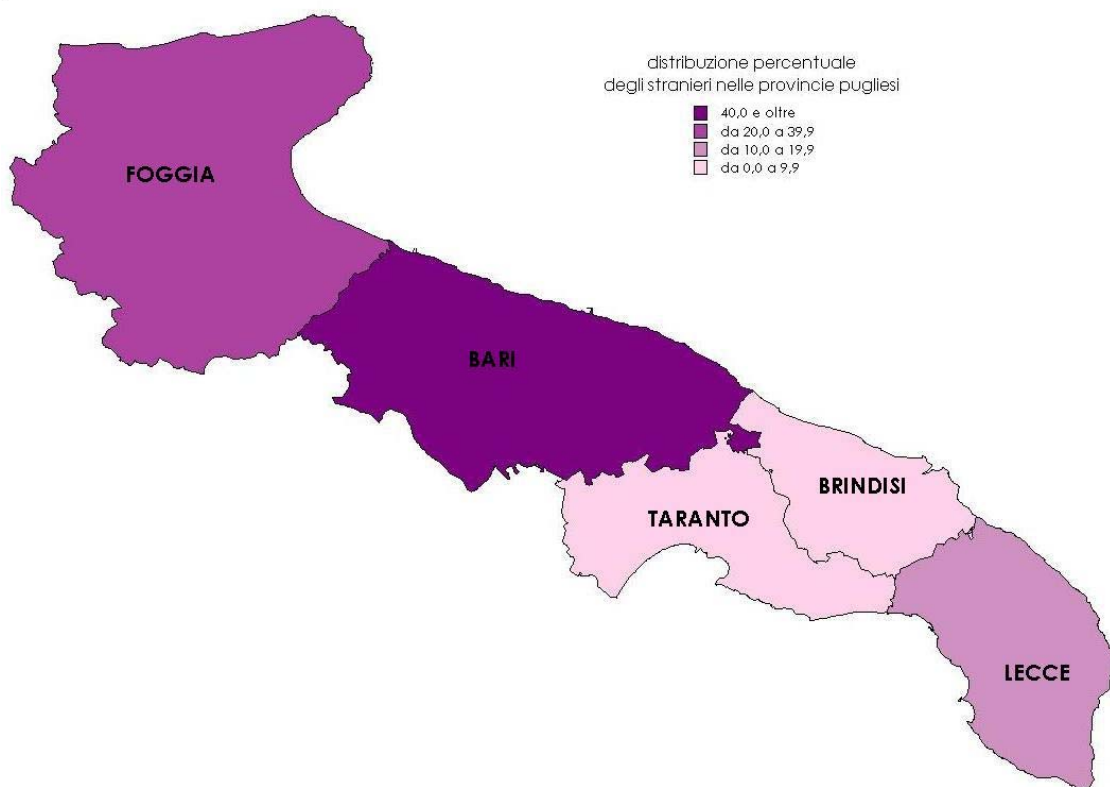 distribuzione percentuale
degli stranieri nelle provincie pugliesi
40,0 e oltre
da 20,0 a 39,9
da 10,0 a 19,9
da 0,0 a 9,9
FOGGIA
BARI
BRINDISI
TARANTO
LECCE